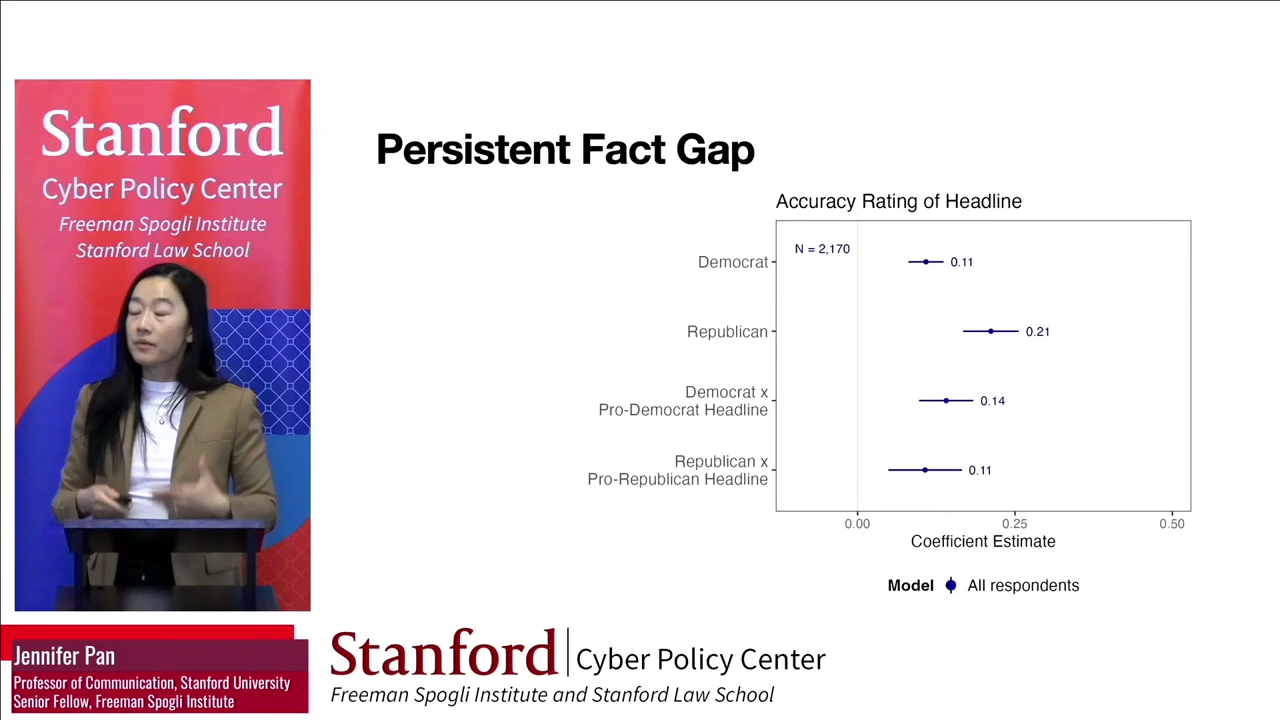 Stanford
Cyber Policy Center
Freeman Spogli Institute
Stanford Law School
Persistent Fact Gap
Accuracy Rating of Headline
N = 2,170
Democrat
0.11
Republican
0.21
Democrat x
Pro-Democrat Headline
0.14
Republican x
Pro-Republican Headline
0.11
0.00
0.25
0.50
Coefficient Estimate
Model All respondents
Jennifer Pan
Professor of Communication, Stanford University
Senior Fellow, Freeman Spogli Institute
Stanford Cyber Policy Center
Freeman Spogli Institute and Stanford Law School